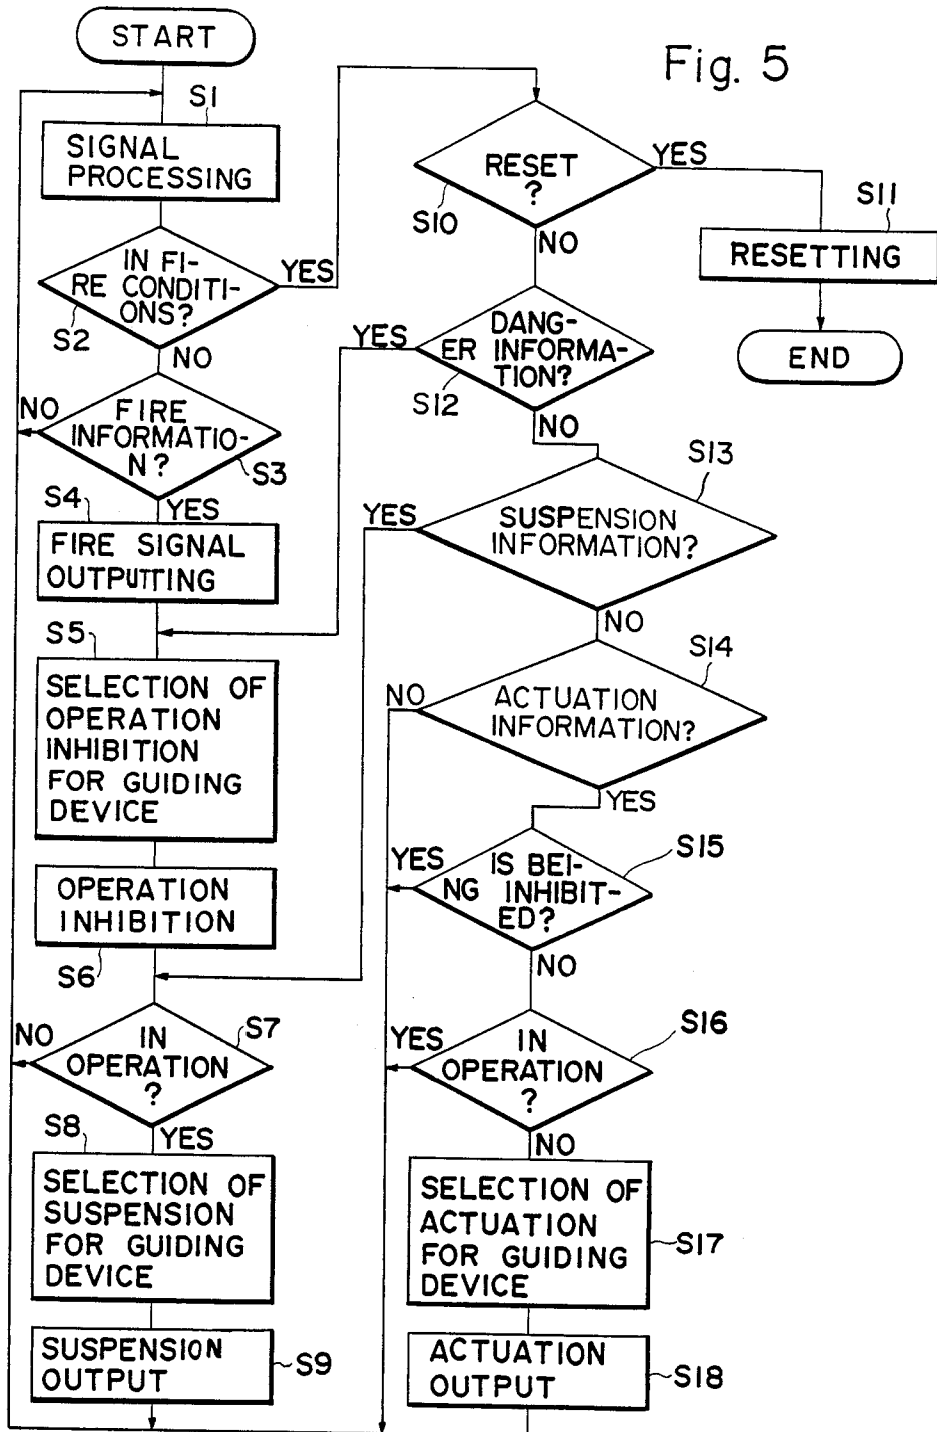 START
Fig. 5
S1
SIGNAL
PROCESSING
IN FI-
RE CONDITI-
ONS?
YES
S2
NO
FIRE
INFORMATIO-
N?
NO
S3
YES
S4
FIRE SIGNAL
OUTPUTTING
S5
SELECTION OF
OPERATION
INHIBITION
FOR GUIDING
DEVICE
OPERATION
INHIBITION
S6
NO
S7
IN
OPERATION
?
YES
S8
SELECTION OF
SUSPENSION
FOR GUIDING
DEVICE
SUSPENSION
OUTPUT
S9
RESET
?
YES
S10
NO
S11
RESETTING
END
YES
DANG-
ER INFORMA-
TION?
S12
NO
S13
YES
SUSPENSION
INFORMATION?
NO
S14
NO
ACTUATION
INFORMATION?
YES
S15
YES
IS BEI-
NG INHIBIT-
ED?
NO
S16
YES
IN
OPERATION
?
NO
SELECTION OF
ACTUATION
FOR GUIDING
DEVICE
S17
ACTUATION
OUTPUT
S18